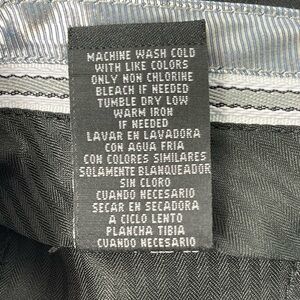 MACHINE WASH COLD
WITH LIKE COLORS
ONLY NON CHLORINE
BLEACH IF NEEDED
TUMBLE DRY LOW
WARM IRON
IF NEEDED
LAVAR EN LAVADORA
CON AGUA FRIA
CON COLORES SIMILARES
SOLAMENTE BLANQUEADOR
SIN CLORO
CUANDO NECESARIO
SECAR EN SECADORA
A CICLO LENTO
PLANCHA TIBIA
CUANDO NECESARIO